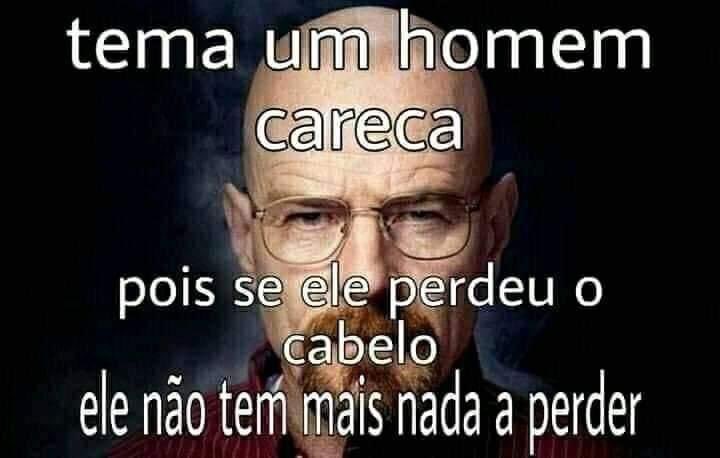 tema um homem
careca
pois se ele perdeu o
cabelo
ele não tem mais nada a perder